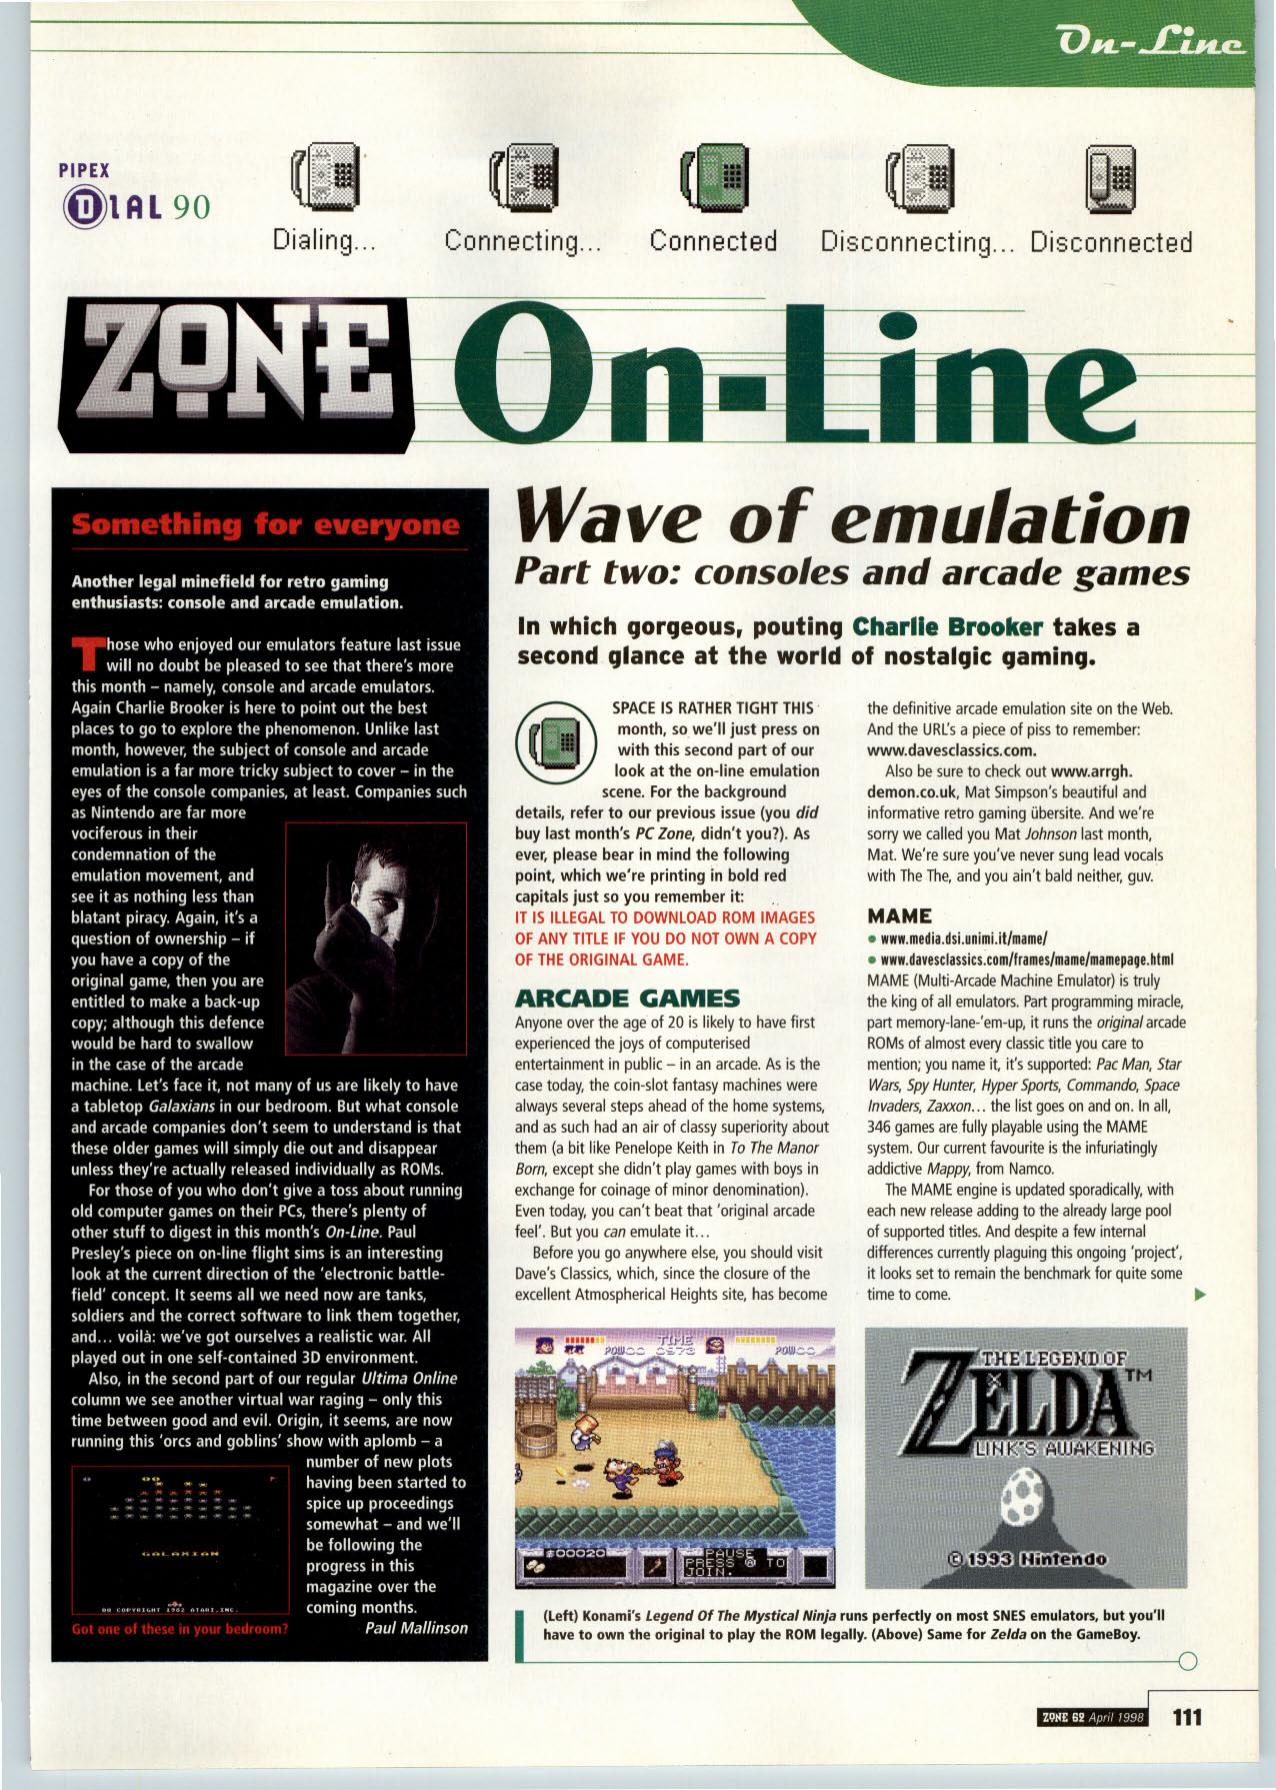 On-Line
PIPEX
DIAL 90
Dialing...
Connecting...
Connected
Disconnecting...
Disconnected
ZONE
On-Line
Something for everyone
Another legal minefield for retro gaming
enthusiasts: console and arcade emulation.
Those who enjoyed our emulators feature last issue
will no doubt be pleased to see that there's more
this month – namely, console and arcade emulators.
Again Charlie Brooker is here to point out the best
places to go to explore the phenomenon. Unlike last
month, however, the subject of console and arcade
emulation is a far more tricky subject to cover – in the
eyes of the console companies, at least. Companies such
as Nintendo are far more
vociferous in their
condemnation of the
emulation movement, and
see it as nothing less than
blatant piracy. Again, it's a
question of ownership – if
you have a copy of the
original game, then you are
entitled to make a back-up
copy; although this defence
would be hard to swallow
in the case of the arcade
machine. Let's face it, not many of us are likely to have
a tabletop Galaxians in our bedroom. But what console
and arcade companies don't seem to understand is that
these older games will simply die out and disappear
unless they're actually released individually as ROMs.
For those of you who don't give a toss about running
old computer games on their PCs, there's plenty of
other stuff to digest in this month's On-Line. Paul
Presley's piece on on-line flight sims is an interesting
look at the current direction of the 'electronic battle-
field' concept. It seems all we need now are tanks,
soldiers and the correct software to link them together,
and... voilà: we've got ourselves a realistic war. All
played out in one self-contained 3D environment.
Also, in the second part of our regular Ultima Online
column we see another virtual war raging – only this
time between good and evil. Origin, it seems, are now
running this 'orcs and goblins' show with aplomb – a
number of new plots
having been started to
spice up proceedings
somewhat – and we'll
be following the
progress in this
magazine over the
coming months.
Paul Mallinson
00
GALAXIAN
00 COPYRIGHT 1982 ATARI,INC.
Got one of these in your bedroom?
Wave of emulation
Part two: consoles and arcade games
In which gorgeous, pouting Charlie Brooker takes a
second glance at the world of nostalgic gaming.
SPACE IS RATHER TIGHT THIS
month, so we'll just press on
with this second part of our
look at the on-line emulation
scene. For the background
details, refer to our previous issue (you did
buy last month's PC Zone, didn't you?). As
ever, please bear in mind the following
point, which we're printing in bold red
capitals just so you remember it:
IT IS ILLEGAL TO DOWNLOAD ROM IMAGES
OF ANY TITLE IF YOU DO NOT OWN A COPY
OF THE ORIGINAL GAME.
ARCADE GAMES
Anyone over the age of 20 is likely to have first
experienced the joys of computerised
entertainment in public – in an arcade. As is the
case today, the coin-slot fantasy machines were
always several steps ahead of the home systems,
and as such had an air of classy superiority about
them (a bit like Penelope Keith in To The Manor
Born, except she didn't play games with boys in
exchange for coinage of minor denomination).
Even today, you can't beat that 'original arcade
feel'. But you can emulate it...
Before you go anywhere else, you should visit
Dave's Classics, which, since the closure of the
excellent Atmospherical Heights site, has become
the definitive arcade emulation site on the Web.
And the URL's a piece of piss to remember:
www.davesclassics.com.
Also be sure to check out www.arrgh.
demon.co.uk, Mat Simpson's beautiful and
informative retro gaming übersite. And we're
sorry we called you Mat Johnson last month,
Mat. We're sure you've never sung lead vocals
with The The, and you ain't bald neither, guv.
MAME
• www.media.dsi.unimi.it/mame/
• www.davesclassics.com/frames/mame/mamepage.html
MAME (Multi-Arcade Machine Emulator) is truly
the king of all emulators. Part programming miracle,
part memory-lane-'em-up, it runs the original arcade
ROMs of almost every classic title you care to
mention; you name it, it's supported: Pac Man, Star
Wars, Spy Hunter, Hyper Sports, Commando, Space
Invaders, Zaxxon... the list goes on and on. In all,
346 games are fully playable using the MAME
system. Our current favourite is the infuriatingly
addictive Mappy, from Namco.
The MAME engine is updated sporadically, with
each new release adding to the already large pool
of supported titles. And despite a few internal
differences currently plaguing this ongoing 'project',
it looks set to remain the benchmark for quite some
time to come.
TIME
POW
POW
$00020
PAUSE
PRESS TO
JOIN.
THE LEGEND OF
ZELDA TM
LINK'S AWAKENING
© 1993 Nintendo
(Left) Konami's Legend Of The Mystical Ninja runs perfectly on most SNES emulators, but you'll
have to own the original to play the ROM legally. (Above) Same for Zelda on the GameBoy.
ZONE 62 April 1998 111